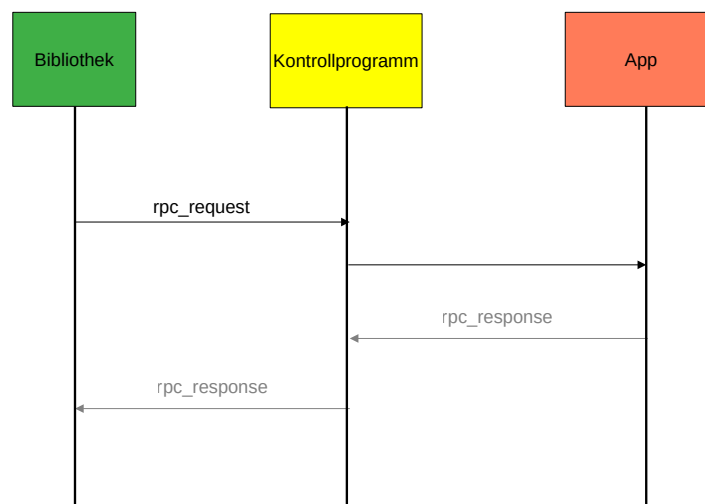 Bibliothek
Kontrollprogramm
App
rpc_request
rpc_response
rpc_response